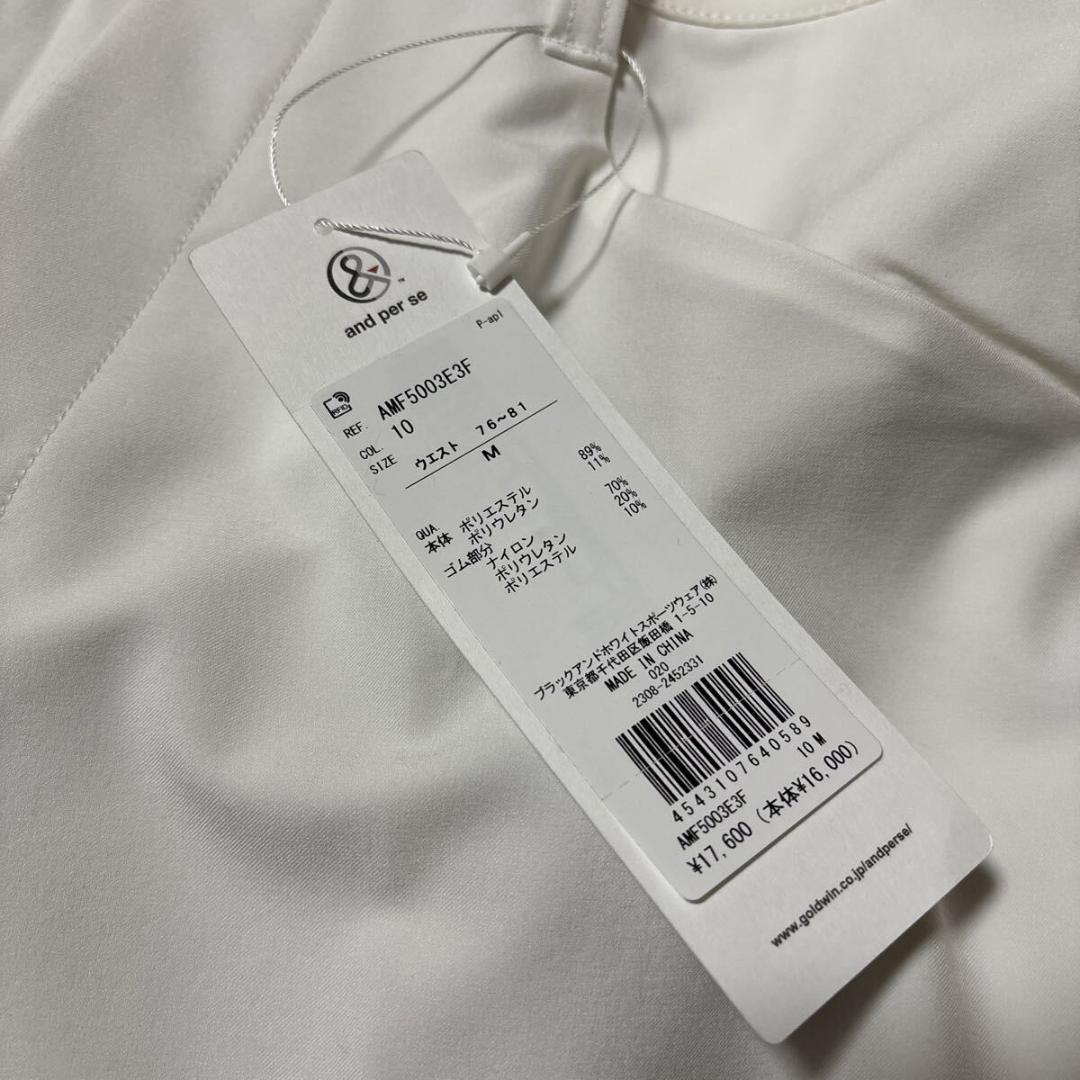 &™
and per se
P-apl
RFID
REF. AMF5003E3F
COL. 10
SIZE ウエスト 76~81
M
QUA.
本体 ポリエステル 89%
ポリウレタン 11%
ゴム部分
ナイロン 70%
ポリウレタン 20%
ポリエステル 10%
ブラックアンドホワイトスポーツウェア(株)
東京都千代田区飯田橋 1-5-10
MADE IN CHINA
020
2308-2452331
4543107640589
AMF5003E3F 10 M
¥17,600 (本体¥16,000)
www.goldwin.co.jp/andperse/